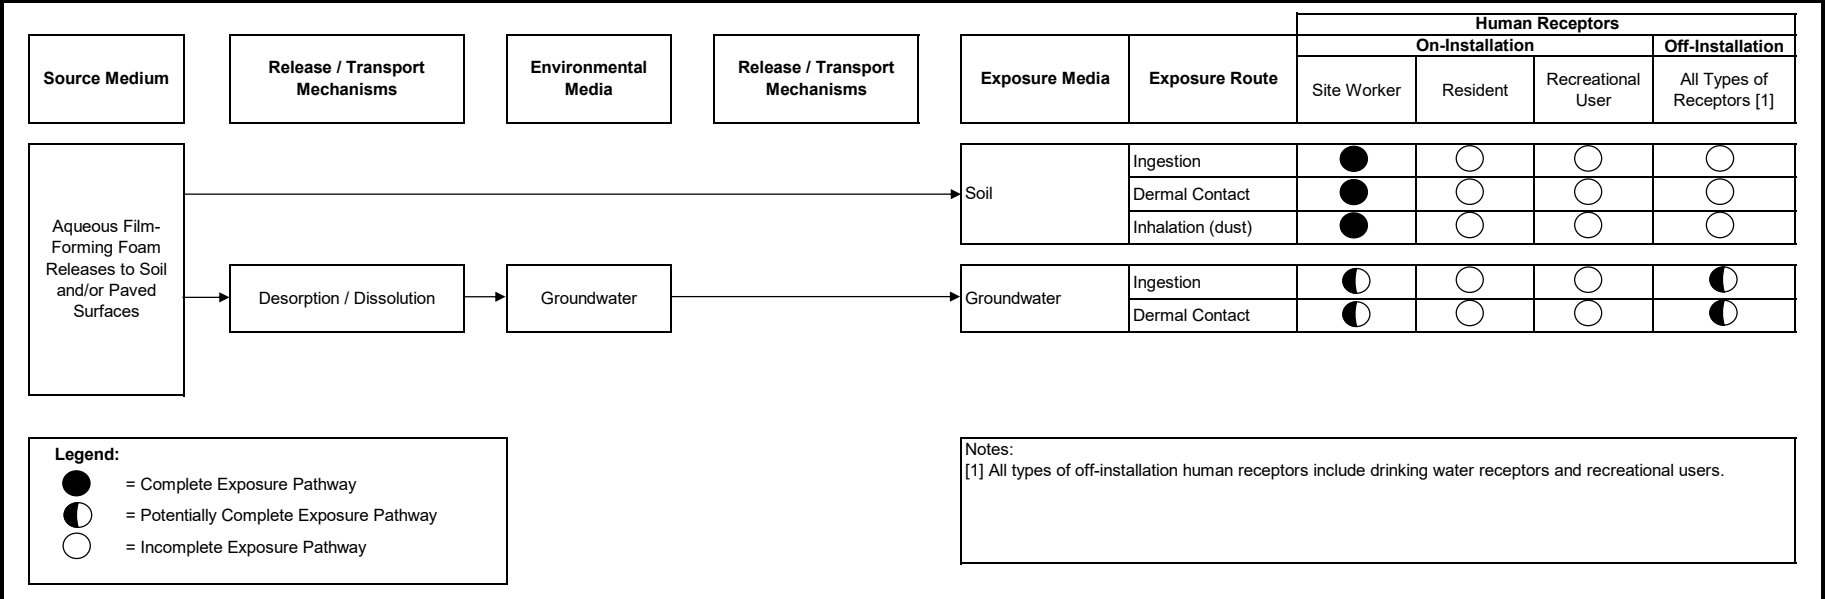 Human Receptors
On-Installation
Off-Installation
Source Medium
Release / Transport
Mechanisms
Environmental
Media
Release / Transport
Mechanisms
Exposure Media
Exposure Route
Site Worker
Resident
Recreational
User
All Types of
Receptors [1]
Aqueous Film-
Forming Foam
Releases to Soil
and/or Paved
Surfaces
Soil
Ingestion
Dermal Contact
Inhalation (dust)
Desorption / Dissolution
Groundwater
Groundwater
Ingestion
Dermal Contact
Legend:
= Complete Exposure Pathway
= Potentially Complete Exposure Pathway
= Incomplete Exposure Pathway
Notes:
[1] All types of off-installation human receptors include drinking water receptors and recreational users.